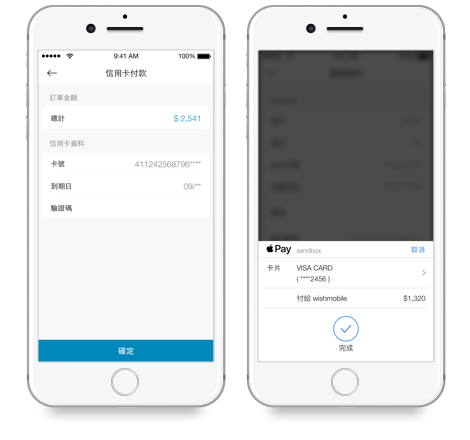 9:41 AM
100%
信用卡付款
訂單金額
總計 $ 2,541
信用卡資料
卡號 411242568796****
到期日 09/**
驗證碼
確定
Pay sandbox 取消
卡片 VISA CARD
(****2456)
付給 wishmobile $1,320
完成